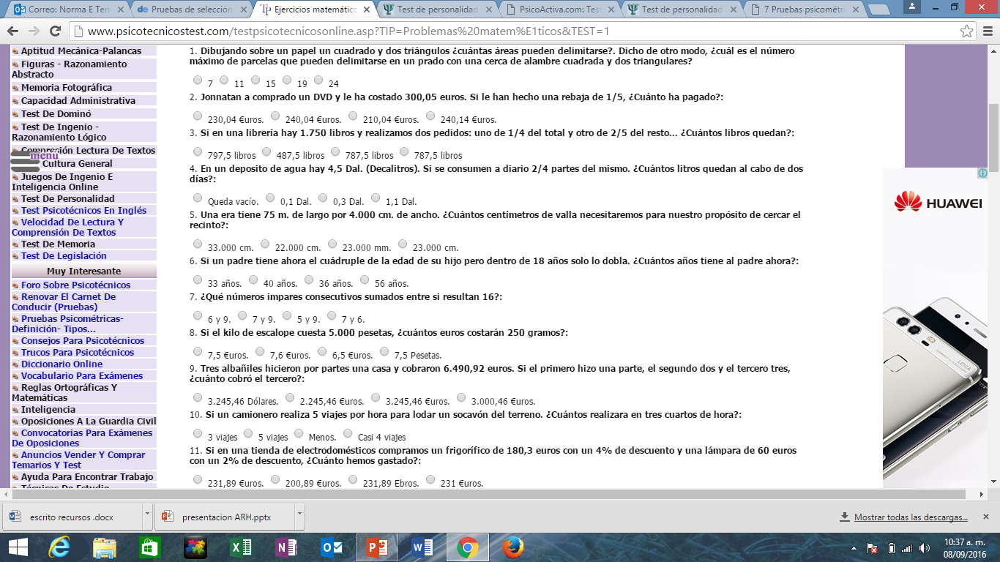 Correo: Norma E Terr
Pruebas de selección
Ejercicios matemático
Test de personalidad
PsicoActiva.com: Test
Test de personalidad
7 Pruebas psicométri
www.psicotecnicostest.com/testpsicotecnicosonline.asp?TIP=Problemas%20matem%E1ticos&TEST=1
Aptitud Mecánica-Palancas
Figuras - Razonamiento
Abstracto
Memoria Fotográfica
Capacidad Administrativa
Test De Dominó
Test De Ingenio -
Razonamiento Lógico
Compresión Lectura De Textos
menu
Cultura General
Juegos De Ingenio E
Inteligencia Online
Test De Personalidad
Test Psicotécnicos En Inglés
Velocidad De Lectura Y
Comprensión De Textos
Test De Memoria
Test De Legislación
Muy Interesante
Foro Sobre Psicotécnicos
Renovar El Carnet De
Conducir (Pruebas)
Pruebas Psicométricas-
Definición- Tipos...
Consejos Para Psicotécnicos
Trucos Para Psicotécnicos
Diccionario Online
Vocabulario Para Exámenes
Reglas Ortográficas Y
Matemáticas
Inteligencia
Oposiciones A La Guardia Civil
Convocatorias Para Exámenes
De Oposiciones
Anuncios Vender Y Comprar
Temarios Y Test
Ayuda Para Encontrar Trabajo
Técnicas De Estudio
1. Dibujando sobre un papel un cuadrado y dos triángulos ¿cuántas áreas pueden delimitarse?. Dicho de otro modo, ¿cuál es el número
máximo de parcelas que pueden delimitarse en un prado con una cerca de alambre cuadrada y dos triangulares?
7 11 15 19 24
2. Jonnatan a comprado un DVD y le ha costado 300,05 euros. Si le han hecho una rebaja de 1/5, ¿Cuánto ha pagado?:
230,04 €uros. 240,04 €uros. 210,04 €uros. 240,14 €uros.
3. Si en una librería hay 1.750 libros y realizamos dos pedidos: uno de 1/4 del total y otro de 2/5 del resto... ¿Cuántos libros quedan?:
797,5 libros 487,5 libros 787,5 libros 787,5 libros
4. En un deposito de agua hay 4,5 Dal. (Decalitros). Si se consumen a diario 2/4 partes del mismo. ¿Cuántos litros quedan al cabo de dos
días?:
Queda vacío. 0,1 Dal. 0,3 Dal. 1,1 Dal.
5. Una era tiene 75 m. de largo por 4.000 cm. de ancho. ¿Cuántos centímetros de valla necesitaremos para nuestro propósito de cercar el
recinto?:
33.000 cm. 22.000 cm. 23.000 mm. 23.000 cm.
6. Si un padre tiene ahora el cuádruple de la edad de su hijo pero dentro de 18 años solo lo dobla. ¿Cuántos años tiene al padre ahora?:
33 años. 40 años. 36 años. 56 años.
7. ¿Qué números impares consecutivos sumados entre si resultan 16?:
6 y 9. 7 y 9. 5 y 9. 7 y 6.
8. Si el kilo de escalope cuesta 5.000 pesetas, ¿cuántos euros costarán 250 gramos?:
7,5 €uros. 7,6 €uros. 6,5 €uros. 7,5 Pesetas.
9. Tres albañiles hicieron por partes una casa y cobraron 6.490,92 euros. Si el primero hizo una parte, el segundo dos y el tercero tres,
¿cuánto cobró el tercero?:
3.245,46 Dólares. 2.245,46 €uros. 3.245,46 €uros. 3.000,46 €uros.
10. Si un camionero realiza 5 viajes por hora para lodar un socavón del terreno. ¿Cuántos realizara en tres cuartos de hora?:
3 viajes 5 viajes Menos. Casi 4 viajes
11. Si en una tienda de electrodomésticos compramos un frigorífico de 180,3 euros con un 4% de descuento y una lámpara de 60 euros
con un 2% de descuento, ¿Cuánto hemos gastado?:
231,89 €uros. 200,89 €uros. 231,89 Ebros. 231 €uros.
HUAWEI
LEICA
escrito recursos .docx
presentacion ARH.pptx
Mostrar todas las descargas...
10:37 a. m.
08/09/2016